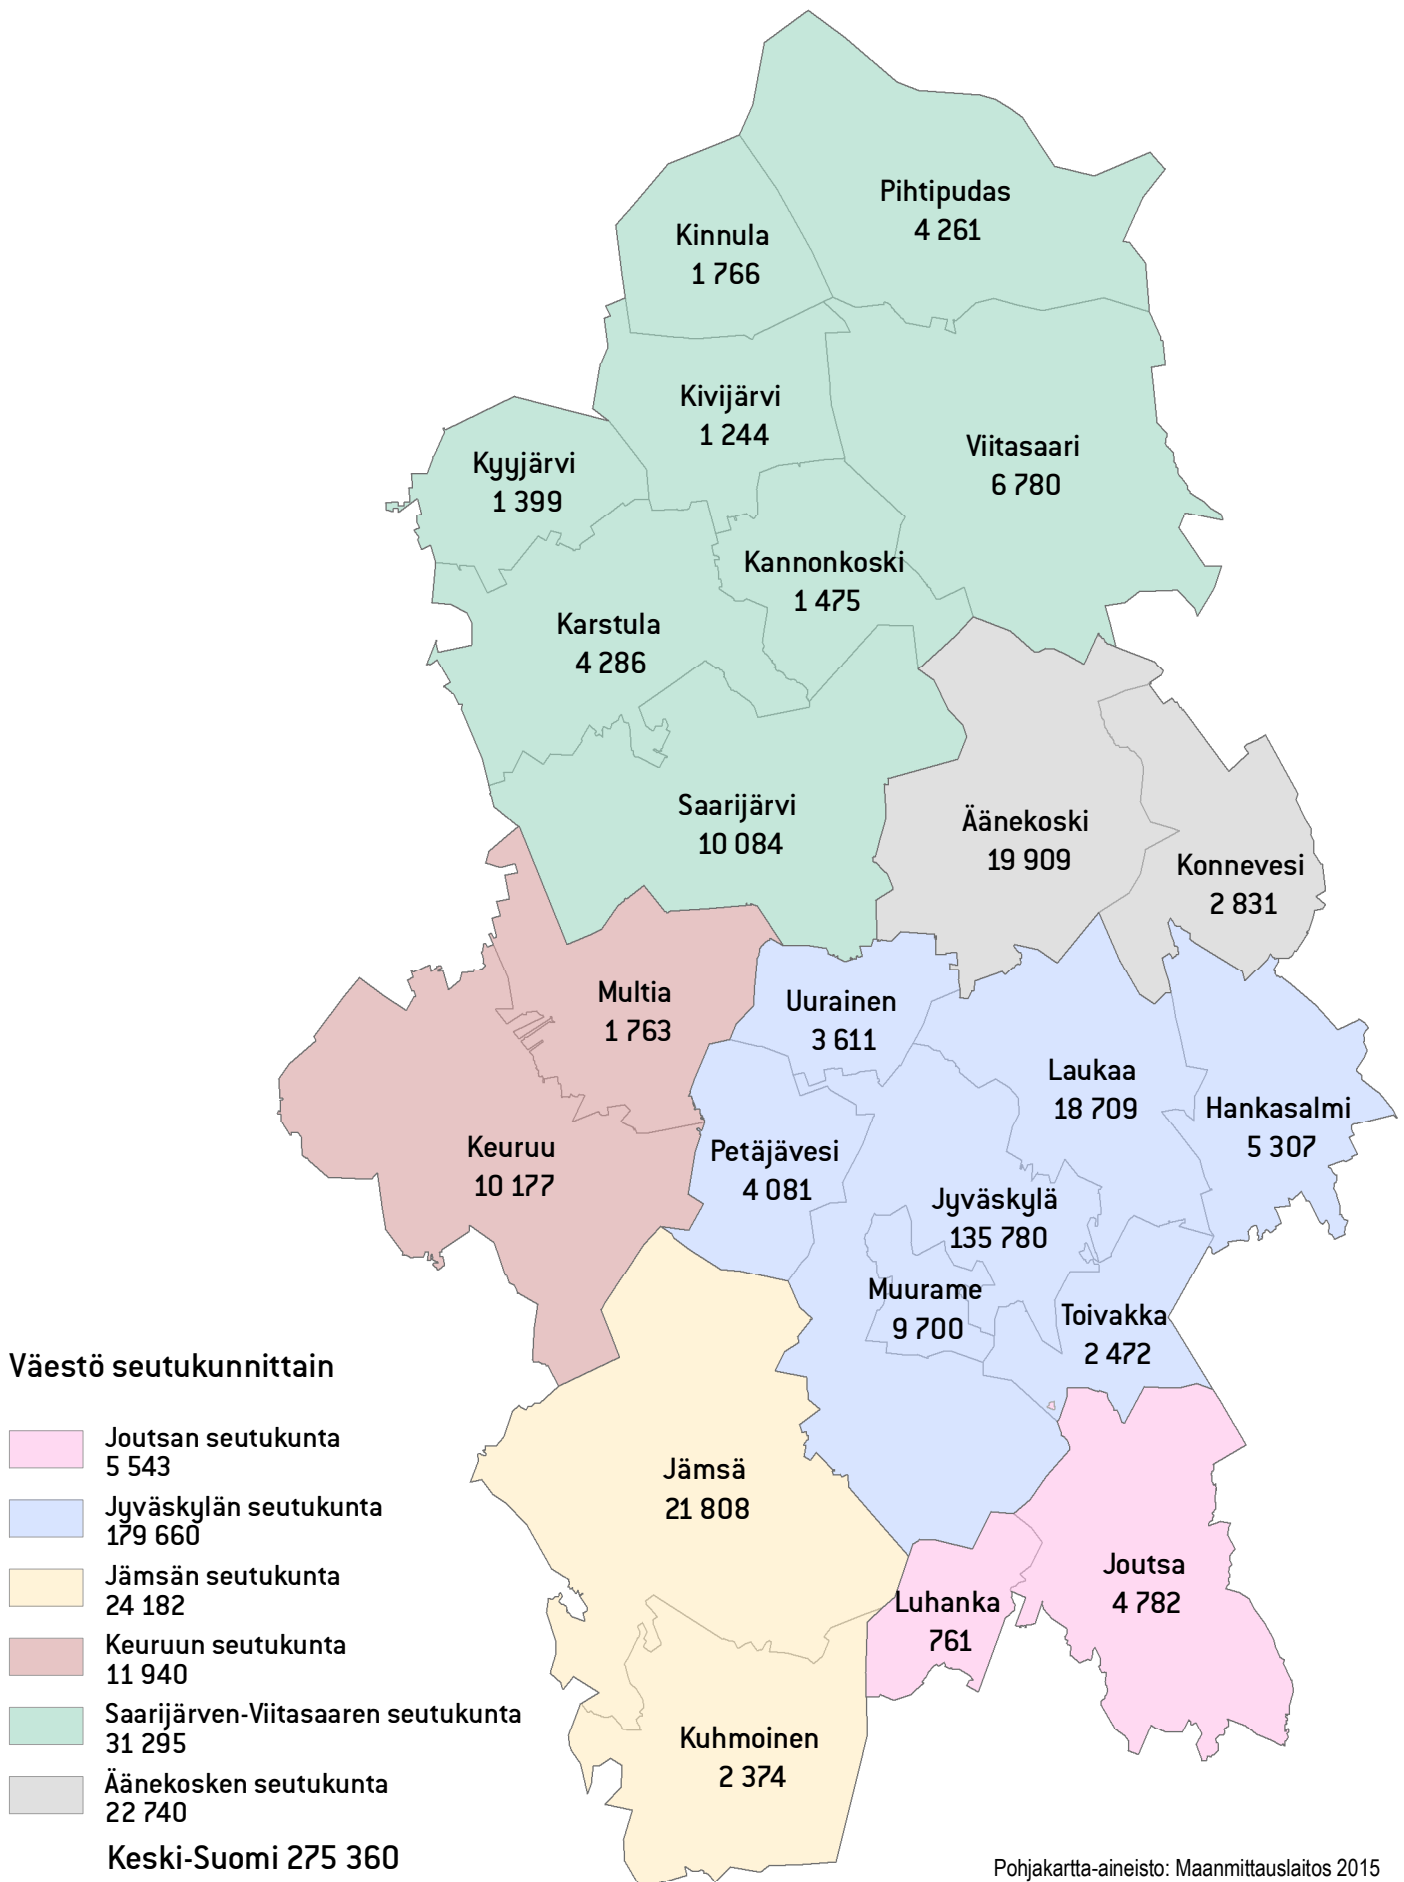 Pihtipudas
4 261
Kinnula
1 766
Kivijärvi
1 244
Viitasaari
6 780
Kyyjärvi
1 399
Kannonkoski
1 475
Karstula
4 286
Saarijärvi
10 084
Äänekoski
19 909
Konnevesi
2 831
Multia
1 763
Uurainen
3 611
Laukaa
18 709
Hankasalmi
5 307
Keuruu
10 177
Petäjävesi
4 081
Jyväskylä
135 780
Muurame
9 700
Toivakka
2 472
Jämsä
21 808
Joutsa
4 782
Luhanka
761
Kuhmoinen
2 374
Väestö seutukunnittain
Joutsan seutukunta
5 543
Jyväskylän seutukunta
179 660
Jämsän seutukunta
24 182
Keuruun seutukunta
11 940
Saarijärven-Viitasaaren seutukunta
31 295
Äänekosken seutukunta
22 740
Keski-Suomi 275 360
Pohjakartta-aineisto: Maanmittauslaitos 2015